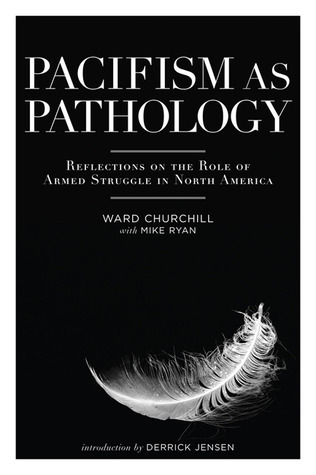 PACIFISM AS
PATHOLOGY
REFLECTIONS ON THE ROLE OF
ARMED STRUGGLE IN NORTH AMERICA
WARD CHURCHILL
with MIKE RYAN
introduction by DERRICK JENSEN